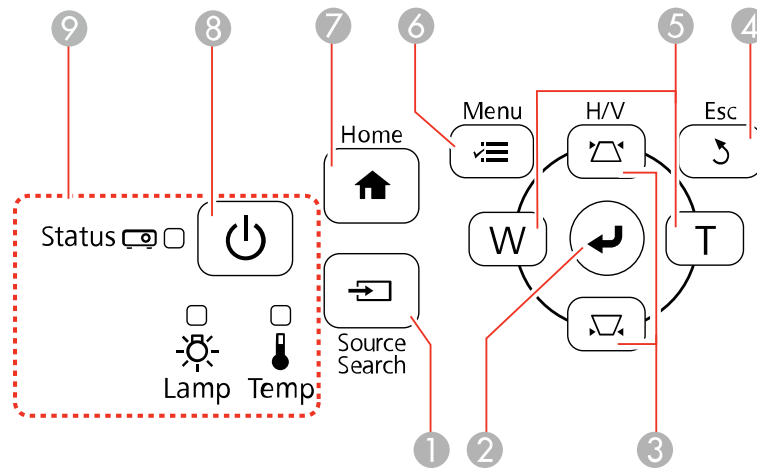 9 8 7 6 5 4
Menu H/V Esc
Home
Status W T
Source
Search
Lamp Temp
1 2 3